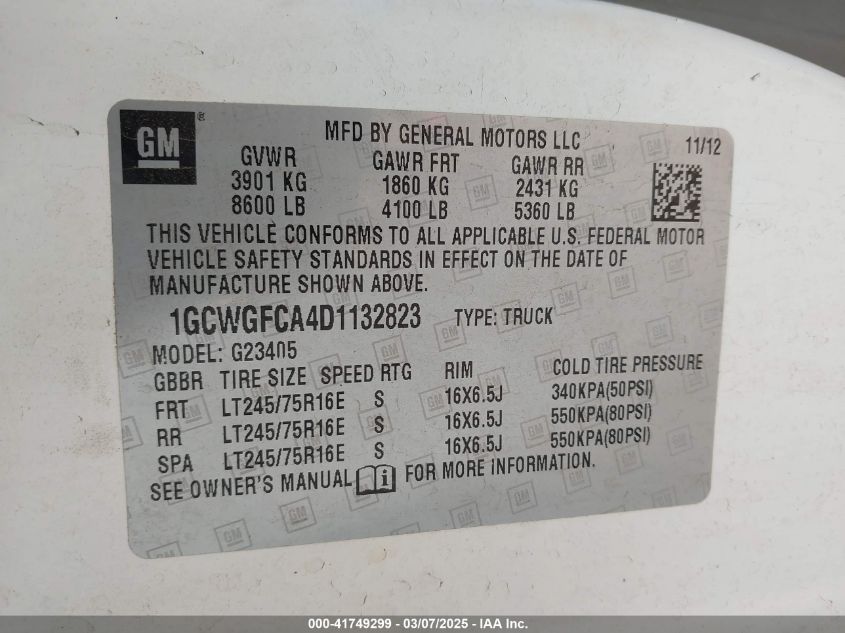 GM ®
MFD BY GENERAL MOTORS LLC 11/12
GVWR GAWR FRT GAWR RR
3901 KG 1860 KG 2431 KG
8600 LB 4100 LB 5360 LB
THIS VEHICLE CONFORMS TO ALL APPLICABLE U.S. FEDERAL MOTOR
VEHICLE SAFETY STANDARDS IN EFFECT ON THE DATE OF
MANUFACTURE SHOWN ABOVE.
1GCWGFCA4D1132823 TYPE: TRUCK
MODEL: G23405
GBBR TIRE SIZE SPEED RTG RIM COLD TIRE PRESSURE
FRT LT245/75R16E S 16X6.5J 340KPA(50PSI)
RR LT245/75R16E S 16X6.5J 550KPA(80PSI)
SPA LT245/75R16E S 16X6.5J 550KPA(80PSI)
SEE OWNER'S MANUAL i FOR MORE INFORMATION.
000-41749299 - 03/07/2025 - IAA Inc.